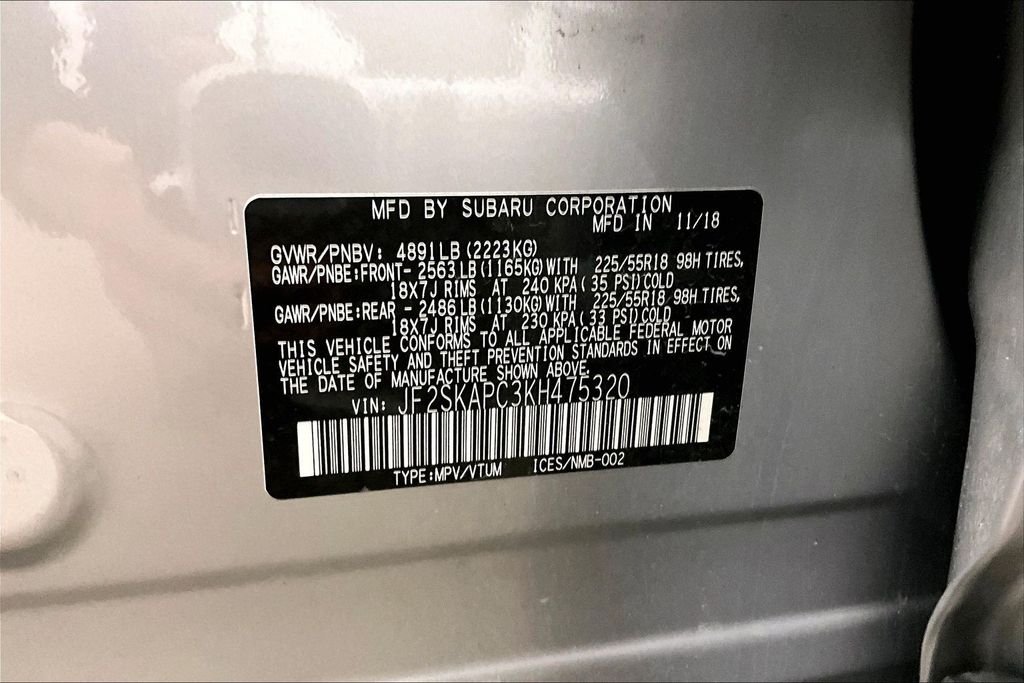 MFD BY SUBARU CORPORATION
MFD IN 11/18
GVWR/PNBV: 4891LB (2223KG)
GAWR/PNBE:FRONT- 2563 LB (1165KG) WITH 225/55R18 98H TIRES,
18X7J RIMS AT 240 KPA ( 35 PSI) COLD
GAWR/PNBE:REAR - 2486 LB (1130KG) WITH 225/55R18 98H TIRES,
18X7J RIMS AT 230 KPA ( 33 PSI) COLD
THIS VEHICLE CONFORMS TO ALL APPLICABLE FEDERAL MOTOR
VEHICLE SAFETY AND THEFT PREVENTION STANDARDS IN EFFECT ON
THE DATE OF MANUFACTURE SHOWN ABOVE.
VIN: JF2SKAPC3KH475320
TYPE:MPV/VTUM ICES/NMB-002